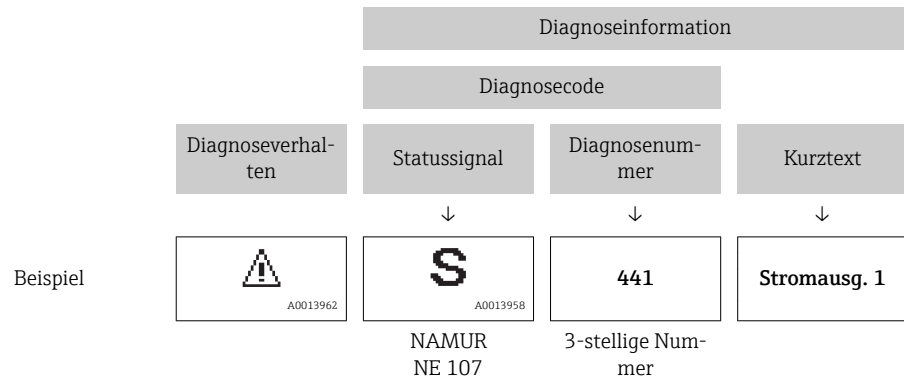 Diagnoseinformation
Diagnosecode
Diagnoseverhal-
ten
Statussignal
Diagnosenum-
mer
Kurztext
↓ ↓ ↓
Beispiel
A0013962
S
A0013958
441
Stromausg. 1
NAMUR
NE 107
3-stellige Num-
mer